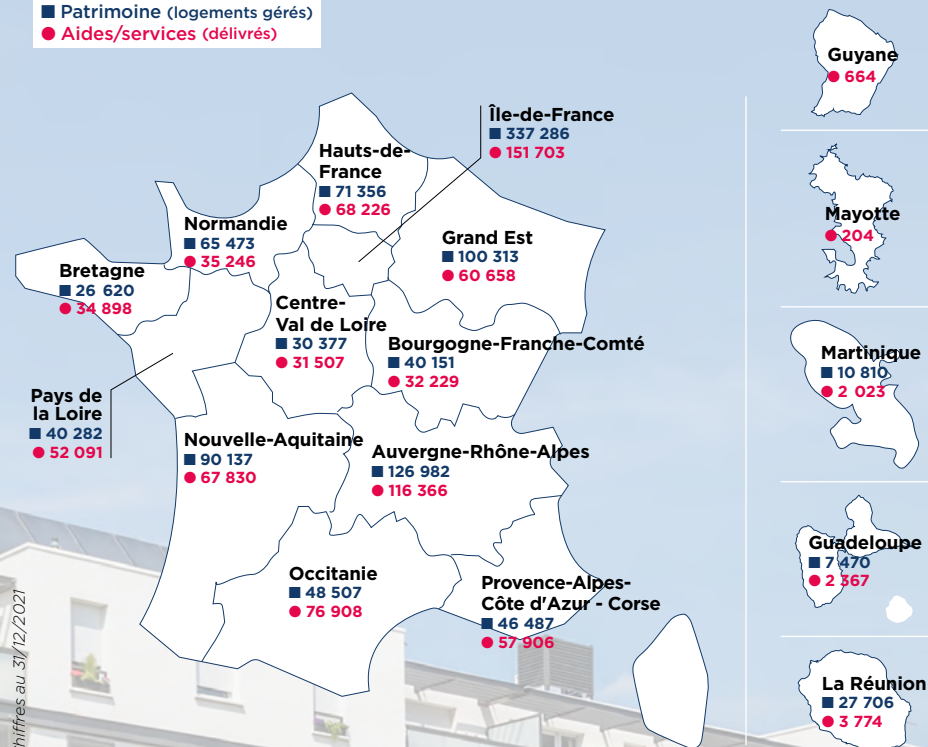 ■ Patrimoine (logements gérés)
● Aides/services (délivrés)
Île-de-France
■ 337 286
● 151 703
Hauts-de-
France
■ 71 356
● 68 226
Normandie
■ 65 473
● 35 246
Grand Est
■ 100 313
● 60 658
Bretagne
■ 26 620
● 34 898
Centre-
Val de Loire
■ 30 377
● 31 507
Bourgogne-Franche-Comté
■ 40 151
● 32 229
Pays de
la Loire
■ 40 282
● 52 091
Nouvelle-Aquitaine
■ 90 137
● 67 830
Auvergne-Rhône-Alpes
■ 126 982
● 116 366
Occitanie
■ 48 507
● 76 908
Provence-Alpes-
Côte d'Azur - Corse
■ 46 487
● 57 906
Guyane
● 664
Mayotte
● 204
Martinique
■ 10 810
● 2 023
Guadeloupe
■ 7 470
● 2 367
La Réunion
■ 27 706
● 3 774
hiffres au 31/12/2021